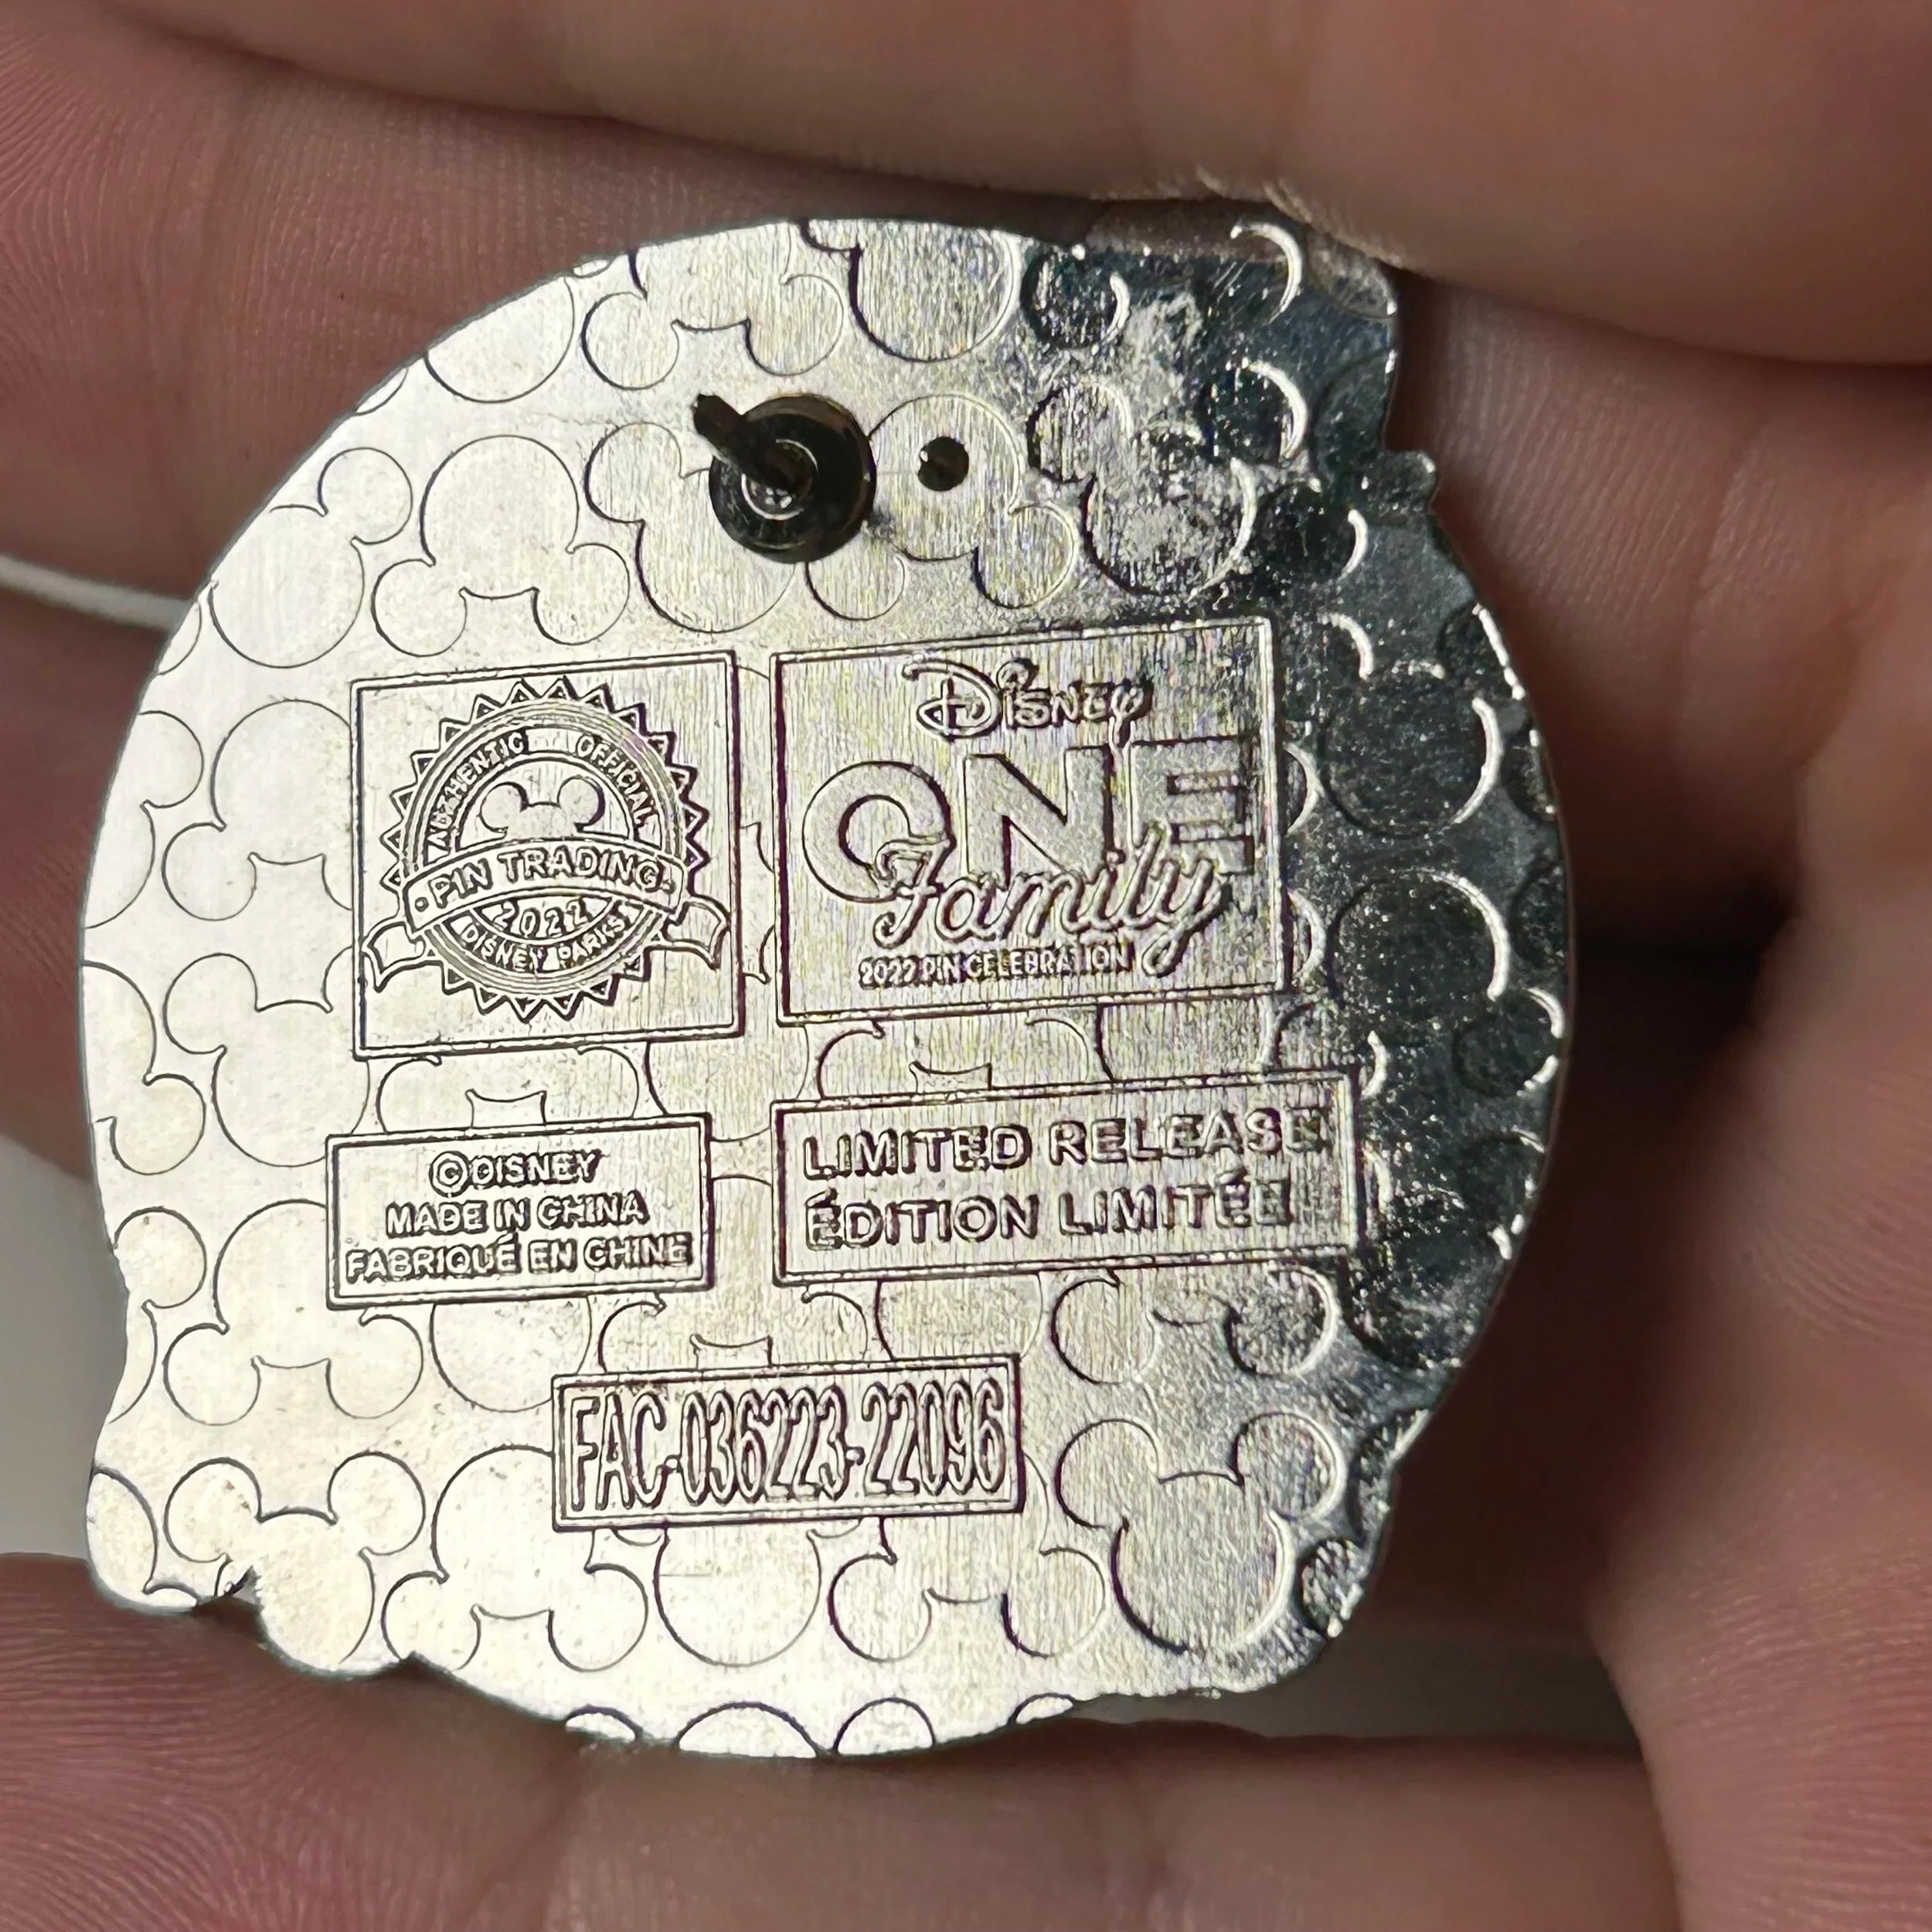 AUTHENTIC OFFICIAL
·PIN TRADING·
2022
DISNEY PARKS
Disney
ONE
Family
2022 PIN CELEBRATION
©DISNEY
MADE IN CHINA
FABRIQUÉ EN CHINE
LIMITED RELEASE
ÉDITION LIMITÉE
FAC-036223-22096